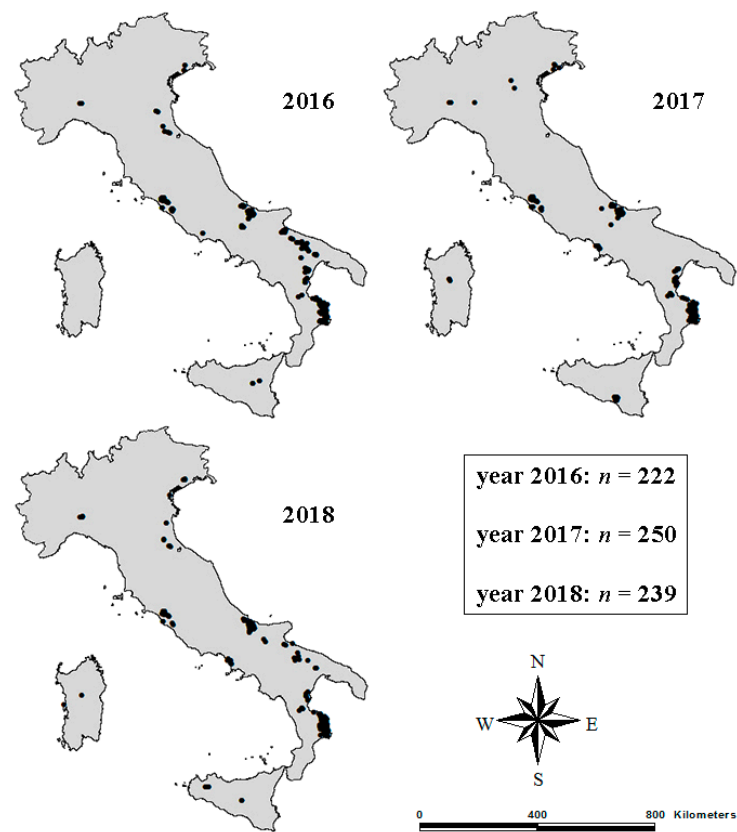 2016
2017
2018
year 2016: n = 222
year 2017: n = 250
year 2018: n = 239
N
W E
S
0 400 800 Kilometers